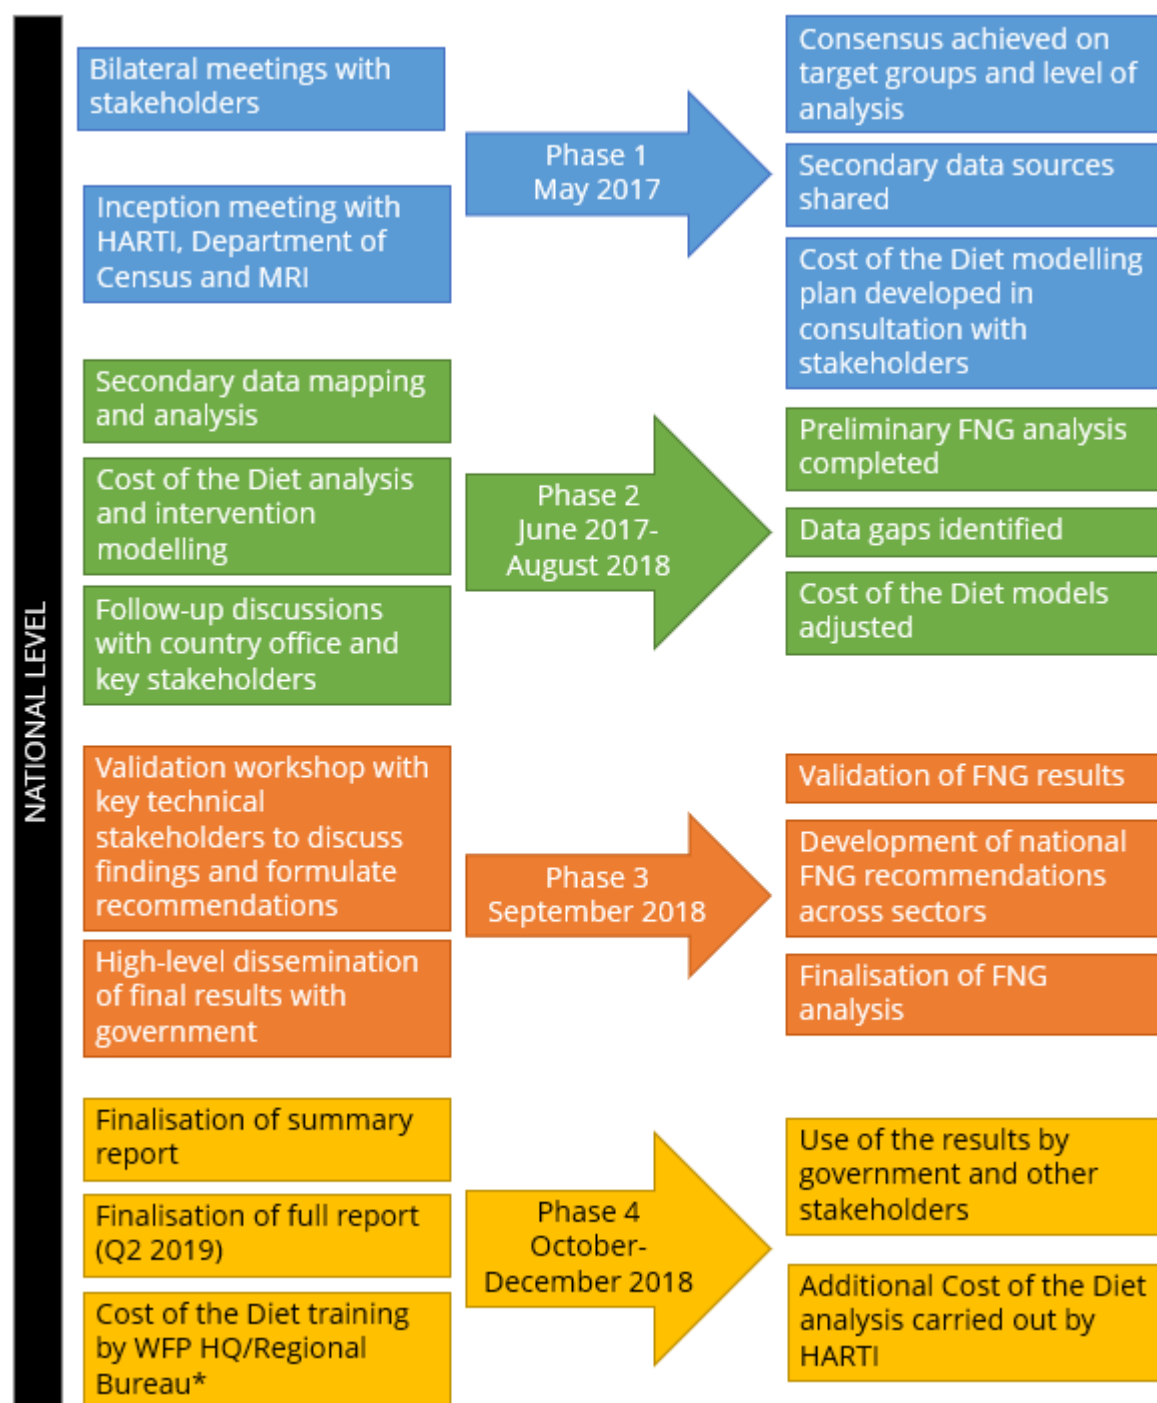 NATIONAL LEVEL
Bilateral meetings with
stakeholders
Inception meeting with
HARTI, Department of
Census and MRI
Phase 1
May 2017
Consensus achieved on
target groups and level of
analysis
Secondary data sources
shared
Cost of the Diet modelling
plan developed in
consultation with
stakeholders
Secondary data mapping
and analysis
Cost of the Diet analysis
and intervention
modelling
Follow-up discussions
with country office and
key stakeholders
Phase 2
June 2017-
August 2018
Preliminary FNG analysis
completed
Data gaps identified
Cost of the Diet models
adjusted
Validation workshop with
key technical
stakeholders to discuss
findings and formulate
recommendations
High-level dissemination
of final results with
government
Phase 3
September 2018
Validation of FNG results
Development of national
FNG recommendations
across sectors
Finalisation of FNG
analysis
Finalisation of summary
report
Finalisation of full report
(Q2 2019)
Cost of the Diet training
by WFP HQ/Regional
Bureau*
Phase 4
October-
December 2018
Use of the results by
government and other
stakeholders
Additional Cost of the Diet
analysis carried out by
HARTI